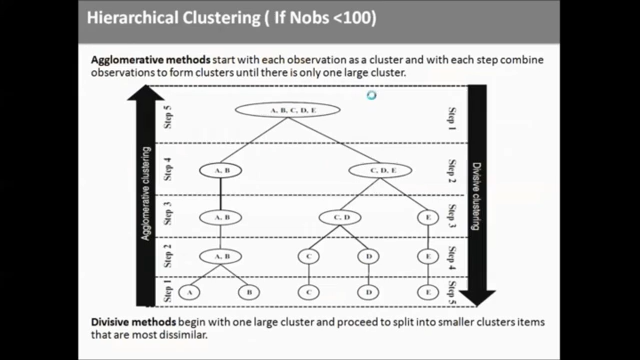 Hierarchical Clustering ( If Nobs <100)
Agglomerative methods start with each observation as a cluster and with each step combine
observations to form clusters until there is only one large cluster.
Agglomerative clustering
Step 5
A, B, C, D, E
Step 1
Step 4
A, B
C, D, E
Step 2
Step 3
A, B
C, D
E
Step 3
Step 2
A, B
C
D
E
Step 4
Step 1
A
B
C
D
E
Step 5
Divisive clustering
Divisive methods begin with one large cluster and proceed to split into smaller clusters items
that are most dissimilar.